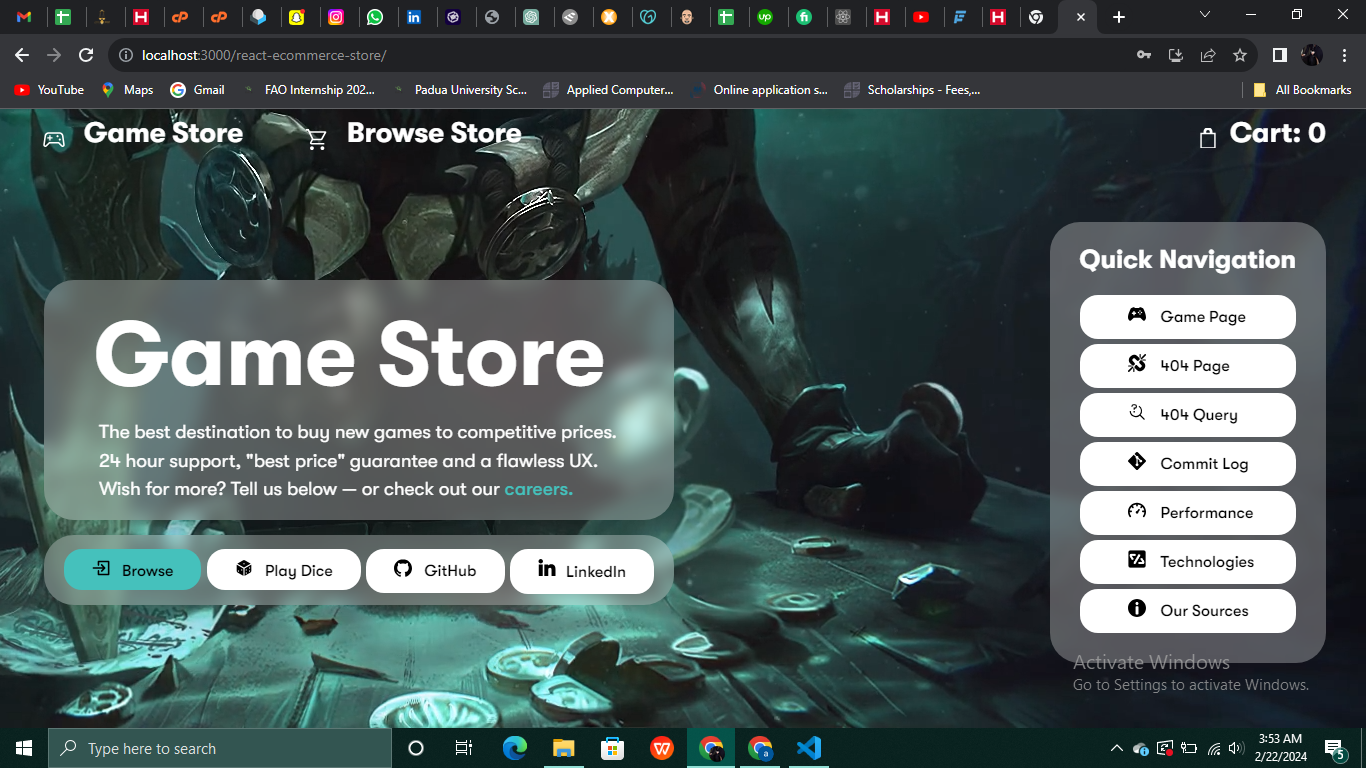 localhost:3000/react-ecommerce-store/
YouTube
Maps
Gmail
FAO Internship 202...
Padua University Sc...
Applied Computer...
Online application s...
Scholarships - Fees,...
All Bookmarks
Game Store
Browse Store
Cart: 0
Game Store
The best destination to buy new games to competitive prices.
24 hour support, "best price" guarantee and a flawless UX.
Wish for more? Tell us below — or check out our careers.
Browse
Play Dice
GitHub
LinkedIn
Quick Navigation
Game Page
404 Page
404 Query
Commit Log
Performance
Technologies
Our Sources
Activate Windows
Go to Settings to activate Windows.
Type here to search
3:53 AM
2/22/2024
5